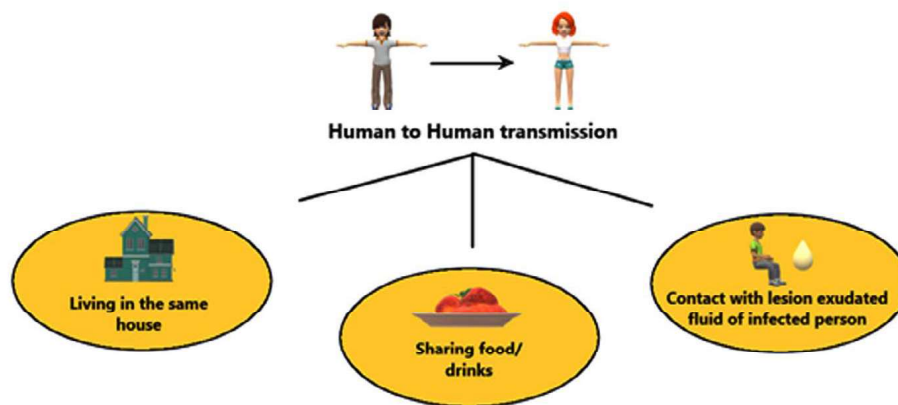 Human to Human transmission
Living in the same
house
Sharing food/
drinks
Contact with lesion exudated
fluid of infected person